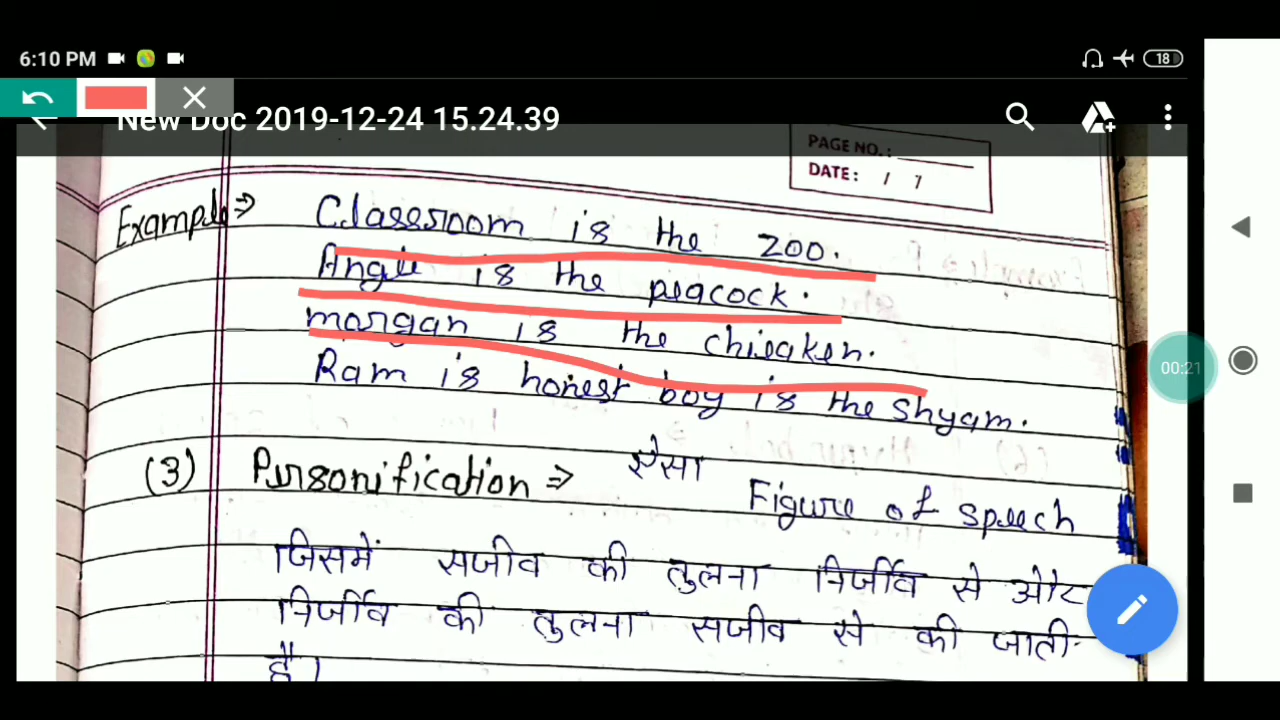 6:10 PM 18
New Doc 2019-12-24 15.24.39
PAGE NO.:
DATE: / /
Example ⇒ Classroom is the zoo.
Angle is the peacock.
morgan is the chicaken.
00:21
Ram is honest boy is the shyam.
(3) Personification ⇒ ऐसा Figure of speech
जिसमें सजीव की तुलना निर्जीव से और
निर्जीव की तुलना सजीव से की जाती
है।